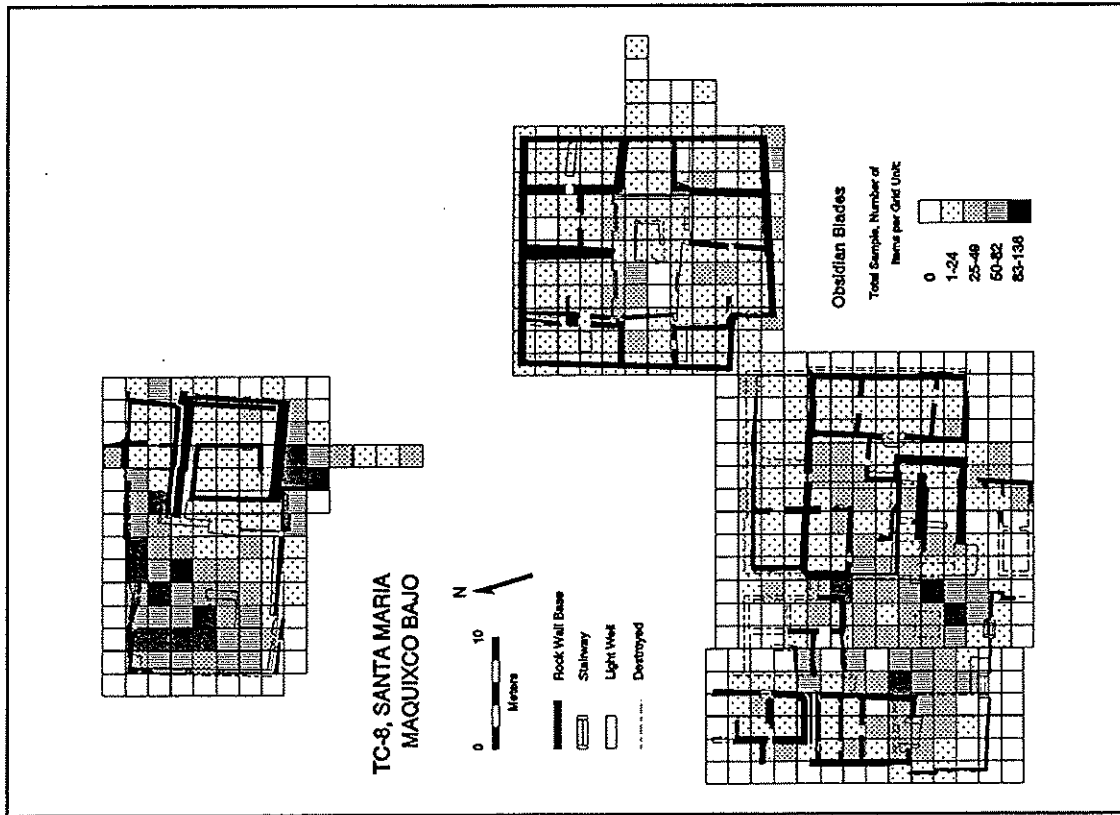 TC-8, SANTA MARIA
MAQUIXCO BAJO
N
0 10
Meters
Rock Wall Base
Stairway
Light Well
Destroyed
Obsidian Blades
Total Sample, Number of
Items per Grid Unit:
0
1-24
25-49
50-82
83-138